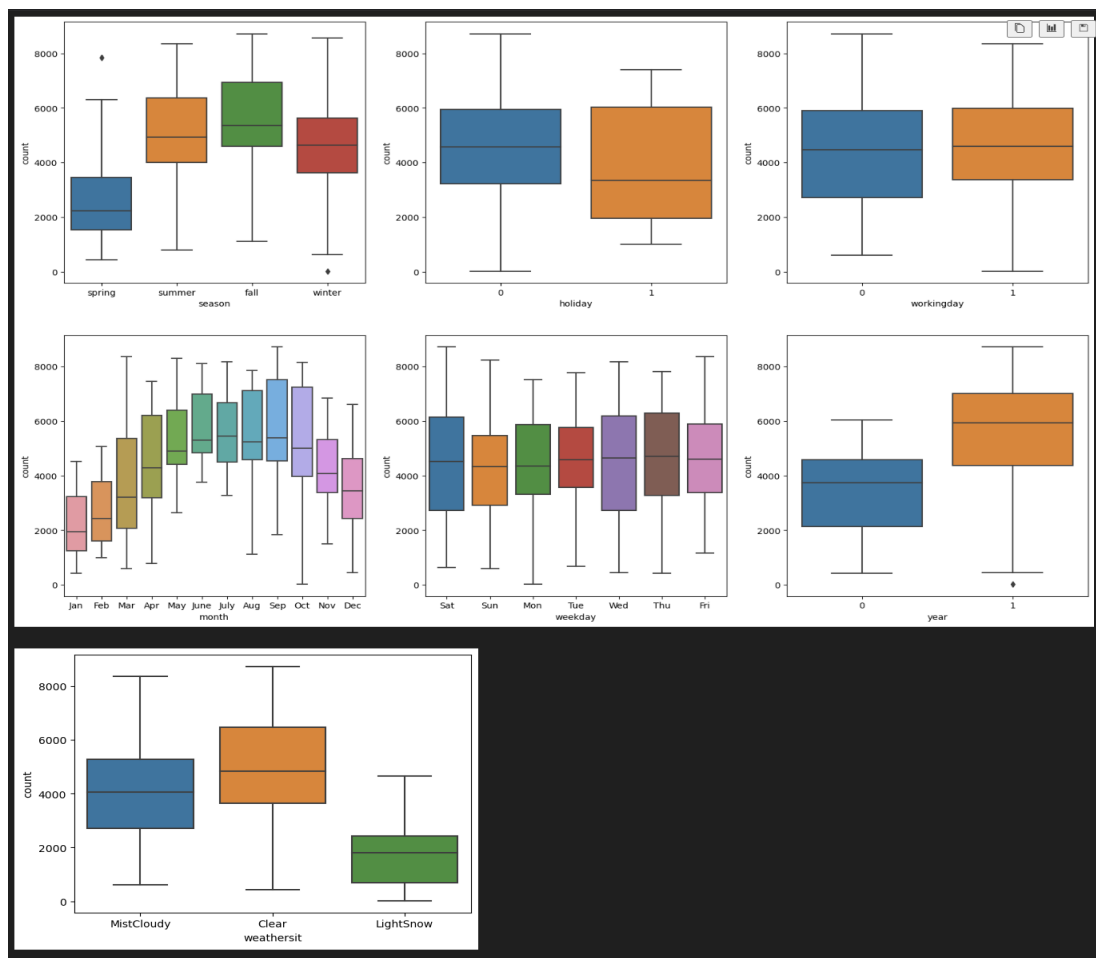 count
8000
6000
4000
2000
0
spring summer fall winter
season
count
8000
6000
4000
2000
0
0 1
holiday
count
8000
6000
4000
2000
0
0 1
workingday
count
8000
6000
4000
2000
0
Jan Feb Mar Apr May June July Aug Sep Oct Nov Dec
month
count
8000
6000
4000
2000
0
Sat Sun Mon Tue Wed Thu Fri
weekday
count
8000
6000
4000
2000
0
0 1
year
count
8000
6000
4000
2000
0
MistCloudy Clear LightSnow
weathersit